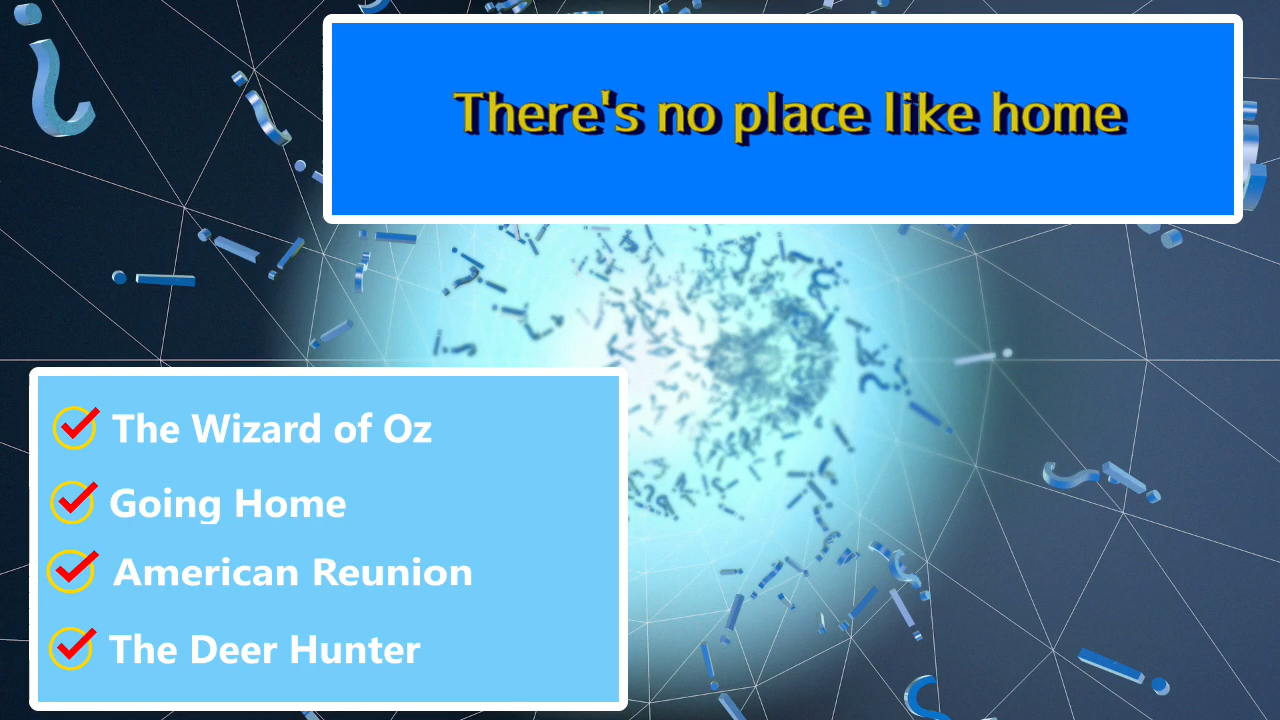 There's no place like home
The Wizard of Oz
Going Home
American Reunion
The Deer Hunter